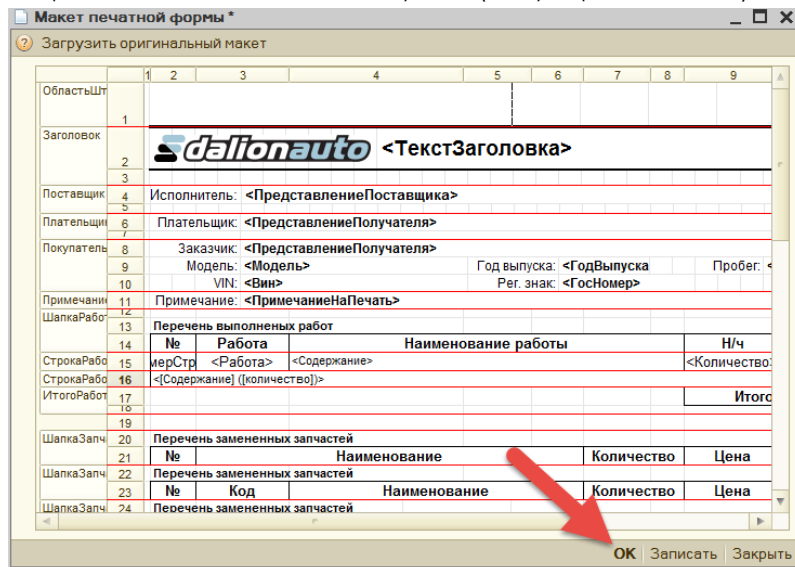 Макет печатной формы *
Загрузить оригинальный макет
1 2 3 4 5 6 7 8 9
ОбластьШт
1
Заголовок
2 dalionauto <ТекстЗаголовка>
3
Поставщик 4 Исполнитель: <ПредставлениеПоставщика>
5
Плательщи 6 Плательщик: <ПредставлениеПолучателя>
7
Покупатель 8 Заказчик: <ПредставлениеПолучателя>
9 Модель: <Модель> Год выпуска: <ГодВыпуска Пробег: <
10 VIN: <Вин> Рег. знак: <ГосНомер>
Примечани 11 Примечание: <ПримечаниеНаПечать>
ШапкаРабо 12
13 Перечень выполненых работ
14 № Работа Наименование работы Н/ч
СтрокаРабо 15 мерСтр <Работа> <Содержание> <Количество>
СтрокаРабо 16 <[Содержание] ([количество])>
ИтогоРабот 17 Итого
18
19
ШапкаЗапч 20 Перечень замененных запчастей
21 № Наименование Количество Цена
ШапкаЗапч 22 Перечень замененных запчастей
23 № Код Наименование Количество Цена
ШапкаЗапч 24 Перечень замененных запчастей
ОК Записать Закрыть